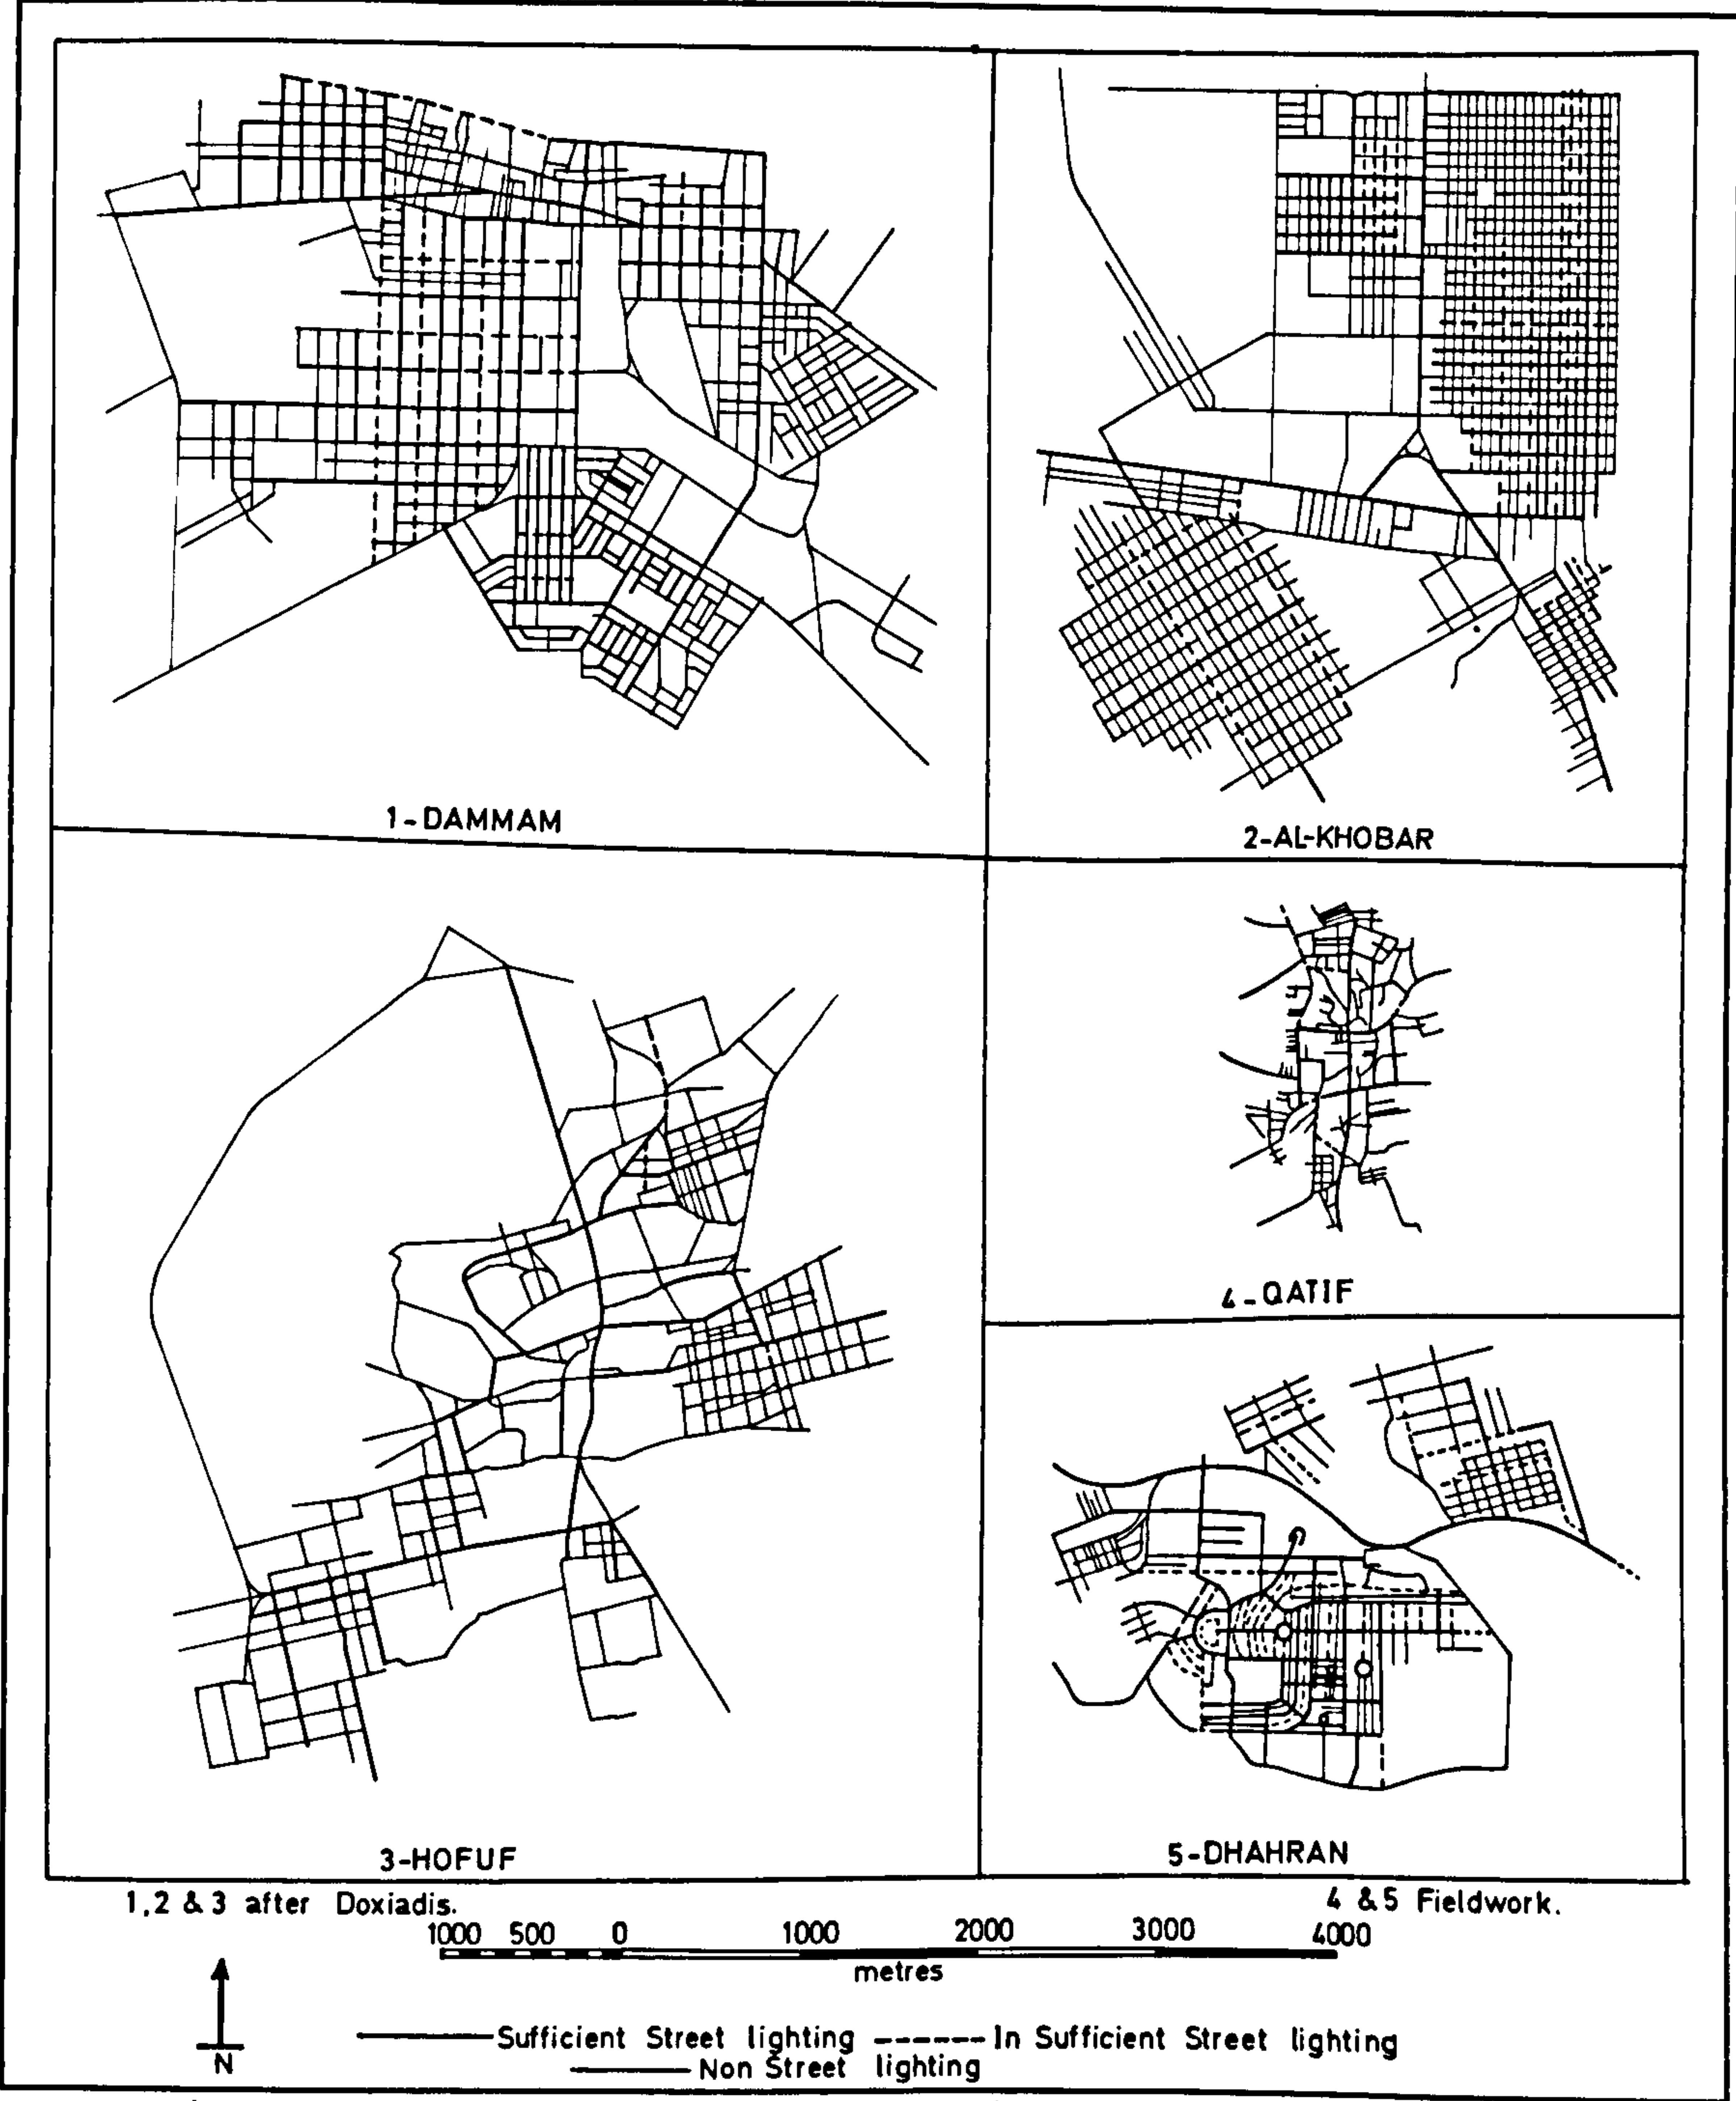 1-DAMMAM
2-AL-KHOBAR
4-QATIF
3-HOFUF
5-DHAHRAN
1,2 & 3 after Doxiadis.
4 & 5 Fieldwork.
1000 500 0 1000 2000 3000 4000
metres
N
Sufficient Street lighting
In Sufficient Street lighting
Non Street lighting